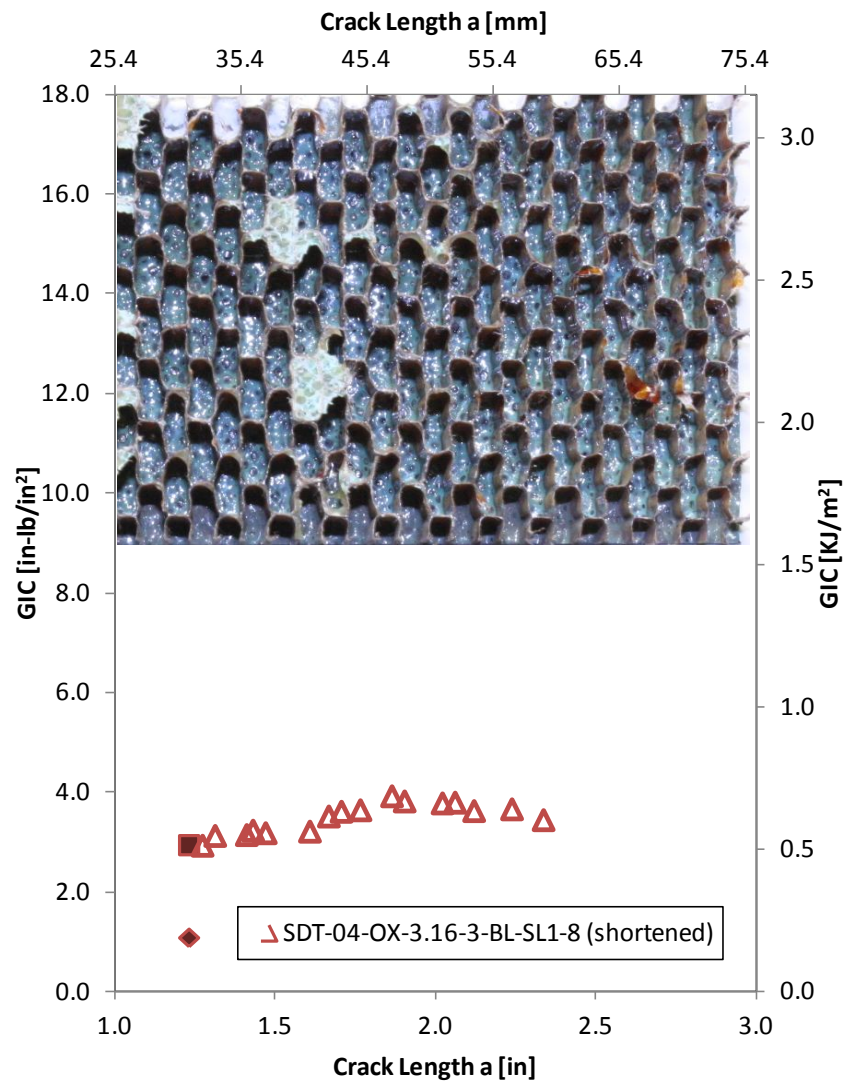 Crack Length a [mm]
25.4 35.4 45.4 55.4 65.4 75.4
18.0
16.0
14.0
12.0
10.0
8.0
6.0
4.0
2.0
0.0
GIC [in-lb/in²]
3.0
2.5
2.0
1.5
1.0
0.5
0.0
GIC [KJ/m²]
SDT-04-OX-3.16-3-BL-SL1-8 (shortened)
1.0 1.5 2.0 2.5 3.0
Crack Length a [in]